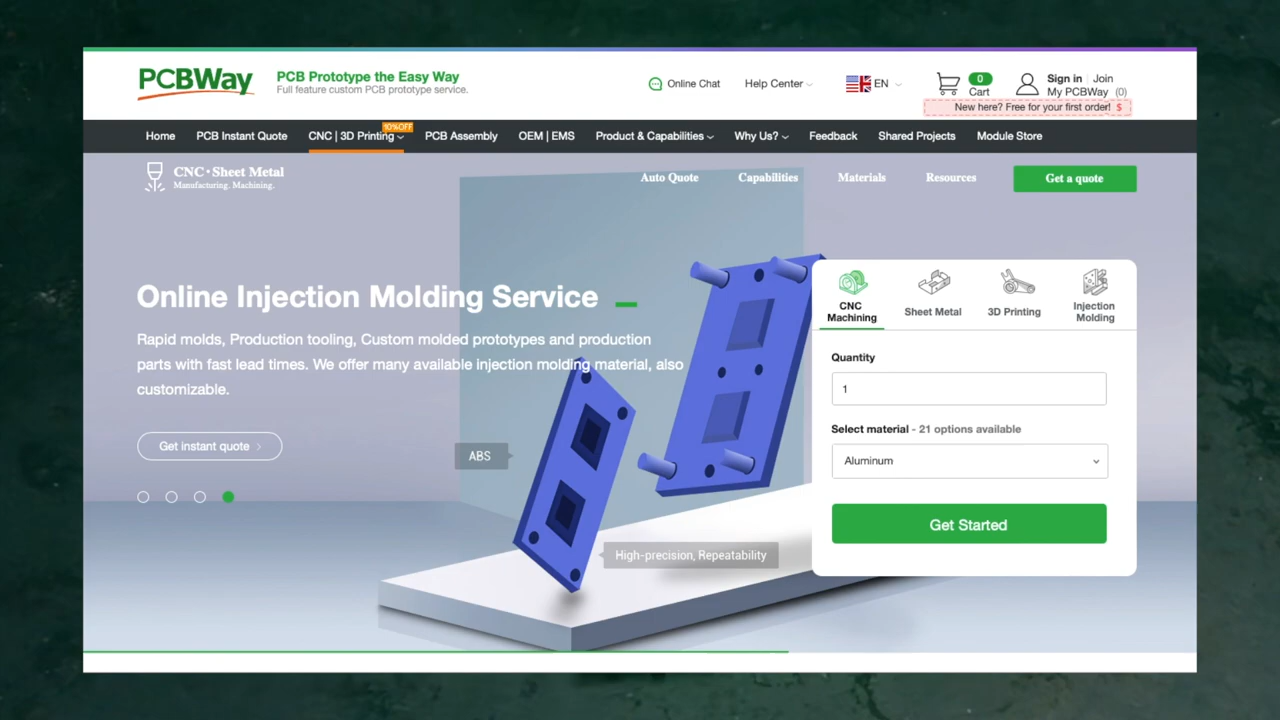 PCBWay
PCB Prototype the Easy Way
Full feature custom PCB prototype service.
Online Chat
Help Center
EN
0
Cart
Sign in | Join
My PCBWay (0)
New here? Free for your first order! $
Home
PCB Instant Quote
CNC | 3D Printing
10%OFF
PCB Assembly
OEM | EMS
Product & Capabilities
Why Us?
Feedback
Shared Projects
Module Store
CNC·Sheet Metal
Manufacturing. Machining.
Auto Quote
Capabilities
Materials
Resources
Get a quote
Online Injection Molding Service
Rapid molds, Production tooling, Custom molded prototypes and production
parts with fast lead times. We offer many available injection molding material, also
customizable.
Get instant quote
ABS
High-precision, Repeatability
CNC
Machining
Sheet Metal
3D Printing
Injection
Molding
Quantity
1
Select material - 21 options available
Aluminum
Get Started